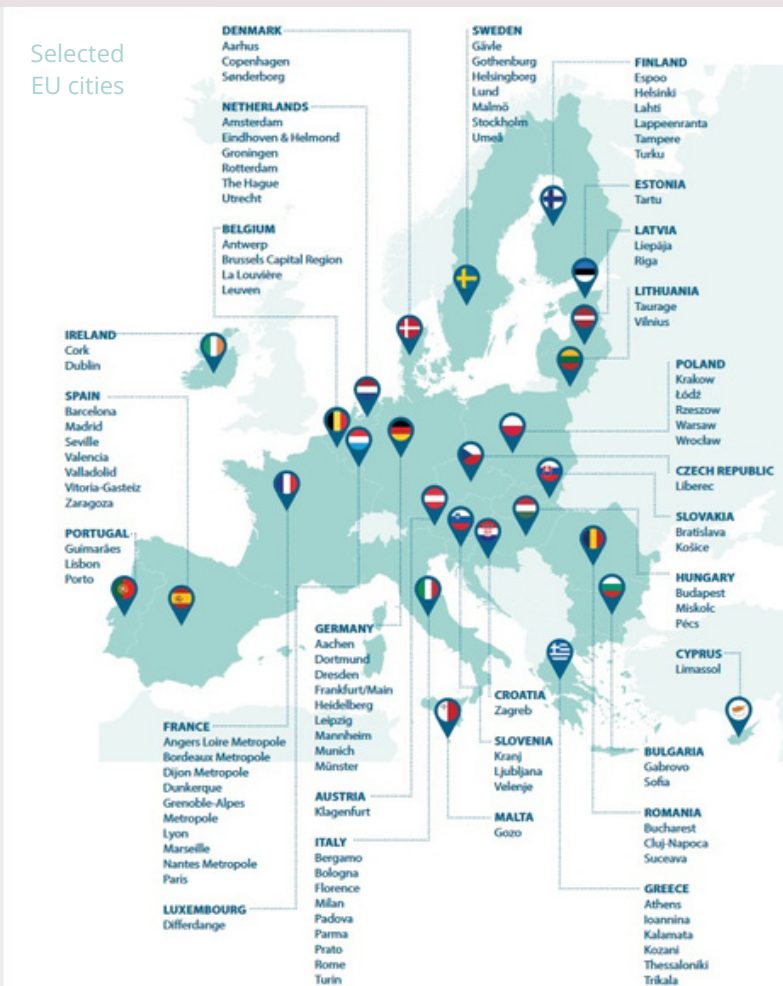 Selected
EU cities
DENMARK
Aarhus
Copenhagen
Sønderborg
NETHERLANDS
Amsterdam
Eindhoven & Helmond
Groningen
Rotterdam
The Hague
Utrecht
BELGIUM
Antwerp
Brussels Capital Region
La Louvière
Leuven
IRELAND
Cork
Dublin
SPAIN
Barcelona
Madrid
Seville
Valencia
Valladolid
Vitoria-Gasteiz
Zaragoza
PORTUGAL
Guimarães
Lisbon
Porto
SWEDEN
Gävle
Gothenburg
Helsingborg
Lund
Malmö
Stockholm
Umeå
FINLAND
Espoo
Helsinki
Lahti
Lappeenranta
Tampere
Turku
ESTONIA
Tartu
LATVIA
Liepāja
Riga
LITHUANIA
Taurage
Vilnius
POLAND
Krakow
Łódź
Rzeszow
Warsaw
Wrocław
CZECH REPUBLIC
Liberec
SLOVAKIA
Bratislava
Košice
HUNGARY
Budapest
Miskolc
Pécs
CYPRUS
Limassol
FRANCE
Angers Loire Metropole
Bordeaux Metropole
Dijon Metropole
Dunkerque
Grenoble-Alpes
Metropole
Lyon
Marseille
Nantes Metropole
Paris
LUXEMBOURG
Differdange
GERMANY
Aachen
Dortmund
Dresden
Frankfurt/Main
Heidelberg
Leipzig
Mannheim
Munich
Münster
AUSTRIA
Klagenfurt
ITALY
Bergamo
Bologna
Florence
Milan
Padova
Parma
Prato
Rome
Turin
CROATIA
Zagreb
SLOVENIA
Kranj
Ljubljana
Velenje
MALTA
Gozo
BULGARIA
Gabrovo
Sofia
ROMANIA
Bucharest
Cluj-Napoca
Suceava
GREECE
Athens
Ioannina
Kalamata
Kozani
Thessaloniki
Trikala